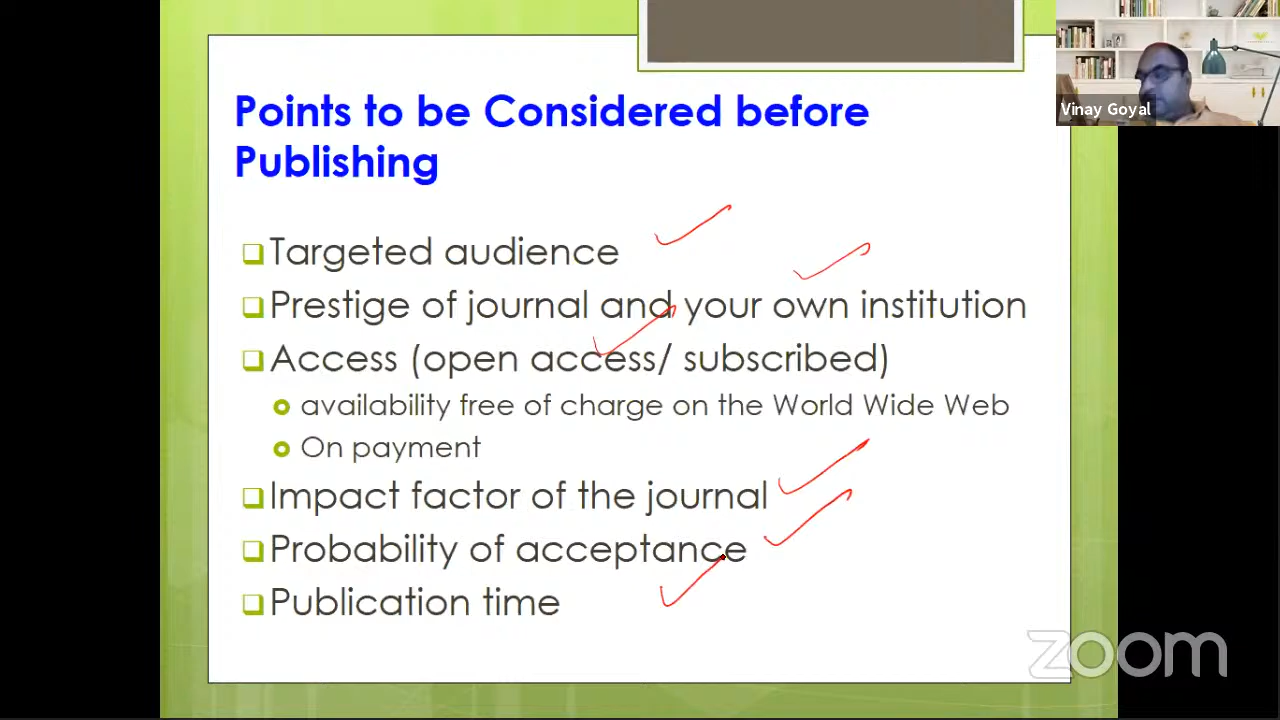 Points to be Considered before
Publishing
Vinay Goyal
Targeted audience
Prestige of journal and your own institution
Access (open access/ subscribed)
availability free of charge on the World Wide Web
On payment
Impact factor of the journal
Probability of acceptance
Publication time
zoom